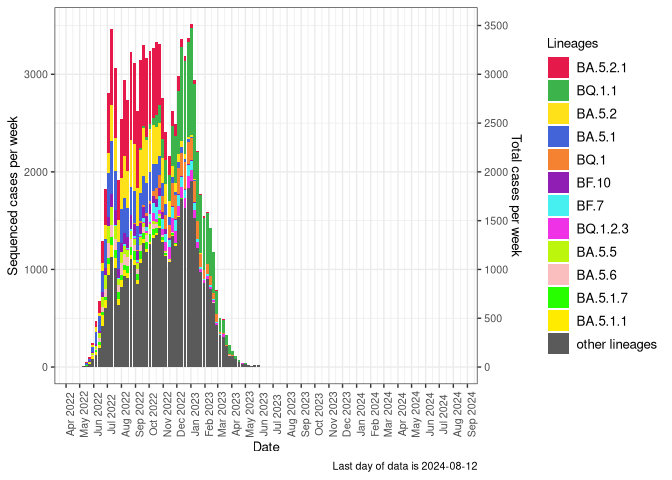 Sequenced cases per week
3000
2000
1000
0
3500
3000
2500
2000
1500
1000
500
0
Total cases per week
Apr 2022
May 2022
Jun 2022
Jul 2022
Aug 2022
Sep 2022
Oct 2022
Nov 2022
Dec 2022
Jan 2023
Feb 2023
Mar 2023
Apr 2023
May 2023
Jun 2023
Jul 2023
Aug 2023
Sep 2023
Oct 2023
Nov 2023
Dec 2023
Jan 2024
Feb 2024
Mar 2024
Apr 2024
May 2024
Jun 2024
Jul 2024
Aug 2024
Sep 2024
Date
Last day of data is 2024-08-12
Lineages
BA.5.2.1
BQ.1.1
BA.5.2
BA.5.1
BQ.1
BF.10
BF.7
BQ.1.2.3
BA.5.5
BA.5.6
BA.5.1.7
BA.5.1.1
other lineages